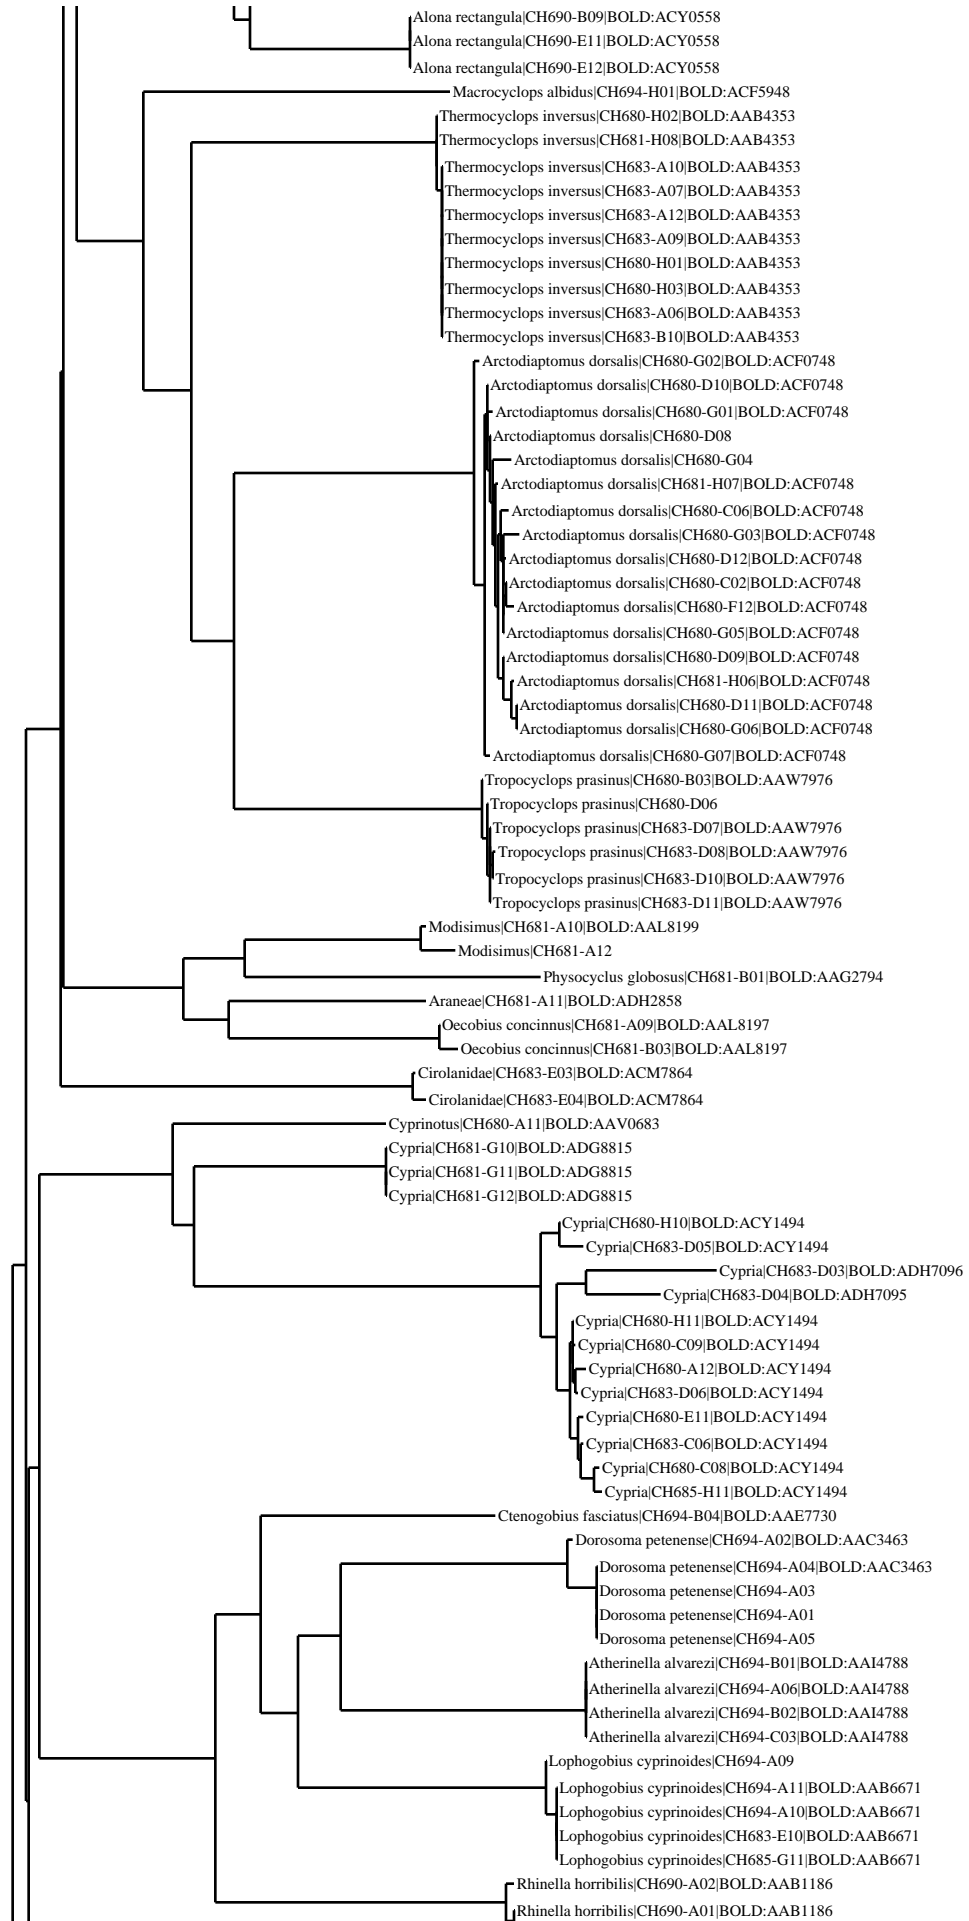 Alona rectangula|CH690-B09|BOLD:ACY0558
Alona rectangula|CH690-E11|BOLD:ACY0558
Alona rectangula|CH690-E12|BOLD:ACY0558
Macrocyclops albidus|CH694-H01|BOLD:ACF5948
Thermocyclops inversus|CH680-H02|BOLD:AAB4353
Thermocyclops inversus|CH681-H08|BOLD:AAB4353
Thermocyclops inversus|CH683-A10|BOLD:AAB4353
Thermocyclops inversus|CH683-A07|BOLD:AAB4353
Thermocyclops inversus|CH683-A12|BOLD:AAB4353
Thermocyclops inversus|CH683-A09|BOLD:AAB4353
Thermocyclops inversus|CH680-H01|BOLD:AAB4353
Thermocyclops inversus|CH680-H03|BOLD:AAB4353
Thermocyclops inversus|CH683-A06|BOLD:AAB4353
Thermocyclops inversus|CH683-B10|BOLD:AAB4353
Arctodiaptomus dorsalis|CH680-G02|BOLD:ACF0748
Arctodiaptomus dorsalis|CH680-D10|BOLD:ACF0748
Arctodiaptomus dorsalis|CH680-G01|BOLD:ACF0748
Arctodiaptomus dorsalis|CH680-D08
Arctodiaptomus dorsalis|CH680-G04
Arctodiaptomus dorsalis|CH681-H07|BOLD:ACF0748
Arctodiaptomus dorsalis|CH680-C06|BOLD:ACF0748
Arctodiaptomus dorsalis|CH680-G03|BOLD:ACF0748
Arctodiaptomus dorsalis|CH680-D12|BOLD:ACF0748
Arctodiaptomus dorsalis|CH680-C02|BOLD:ACF0748
Arctodiaptomus dorsalis|CH680-F12|BOLD:ACF0748
Arctodiaptomus dorsalis|CH680-G05|BOLD:ACF0748
Arctodiaptomus dorsalis|CH680-D09|BOLD:ACF0748
Arctodiaptomus dorsalis|CH681-H06|BOLD:ACF0748
Arctodiaptomus dorsalis|CH680-D11|BOLD:ACF0748
Arctodiaptomus dorsalis|CH680-G06|BOLD:ACF0748
Arctodiaptomus dorsalis|CH680-G07|BOLD:ACF0748
Tropocyclops prasinus|CH680-B03|BOLD:AAW7976
Tropocyclops prasinus|CH680-D06
Tropocyclops prasinus|CH683-D07|BOLD:AAW7976
Tropocyclops prasinus|CH683-D08|BOLD:AAW7976
Tropocyclops prasinus|CH683-D10|BOLD:AAW7976
Tropocyclops prasinus|CH683-D11|BOLD:AAW7976
Modisimus|CH681-A10|BOLD:AAL8199
Modisimus|CH681-A12
Physocyclus globosus|CH681-B01|BOLD:AAG2794
Araneae|CH681-A11|BOLD:ADH2858
Oecobius concinnus|CH681-A09|BOLD:AAL8197
Oecobius concinnus|CH681-B03|BOLD:AAL8197
Cirolanidae|CH683-E03|BOLD:ACM7864
Cirolanidae|CH683-E04|BOLD:ACM7864
Cyprinotus|CH680-A11|BOLD:AAV0683
Cypria|CH681-G10|BOLD:ADG8815
Cypria|CH681-G11|BOLD:ADG8815
Cypria|CH681-G12|BOLD:ADG8815
Cypria|CH680-H10|BOLD:ACY1494
Cypria|CH683-D05|BOLD:ACY1494
Cypria|CH683-D03|BOLD:ADH7096
Cypria|CH683-D04|BOLD:ADH7095
Cypria|CH680-H11|BOLD:ACY1494
Cypria|CH680-C09|BOLD:ACY1494
Cypria|CH680-A12|BOLD:ACY1494
Cypria|CH683-D06|BOLD:ACY1494
Cypria|CH680-E11|BOLD:ACY1494
Cypria|CH683-C06|BOLD:ACY1494
Cypria|CH680-C08|BOLD:ACY1494
Cypria|CH685-H11|BOLD:ACY1494
Ctenogobius fasciatus|CH694-B04|BOLD:AAE7730
Dorosoma petenense|CH694-A02|BOLD:AAC3463
Dorosoma petenense|CH694-A04|BOLD:AAC3463
Dorosoma petenense|CH694-A03
Dorosoma petenense|CH694-A01
Dorosoma petenense|CH694-A05
Atherinella alvarezi|CH694-B01|BOLD:AAI4788
Atherinella alvarezi|CH694-A06|BOLD:AAI4788
Atherinella alvarezi|CH694-B02|BOLD:AAI4788
Atherinella alvarezi|CH694-C03|BOLD:AAI4788
Lophogobius cyprinoides|CH694-A09
Lophogobius cyprinoides|CH694-A11|BOLD:AAB6671
Lophogobius cyprinoides|CH694-A10|BOLD:AAB6671
Lophogobius cyprinoides|CH683-E10|BOLD:AAB6671
Lophogobius cyprinoides|CH685-G11|BOLD:AAB6671
Rhinella horribilis|CH690-A02|BOLD:AAB1186
Rhinella horribilis|CH690-A01|BOLD:AAB1186